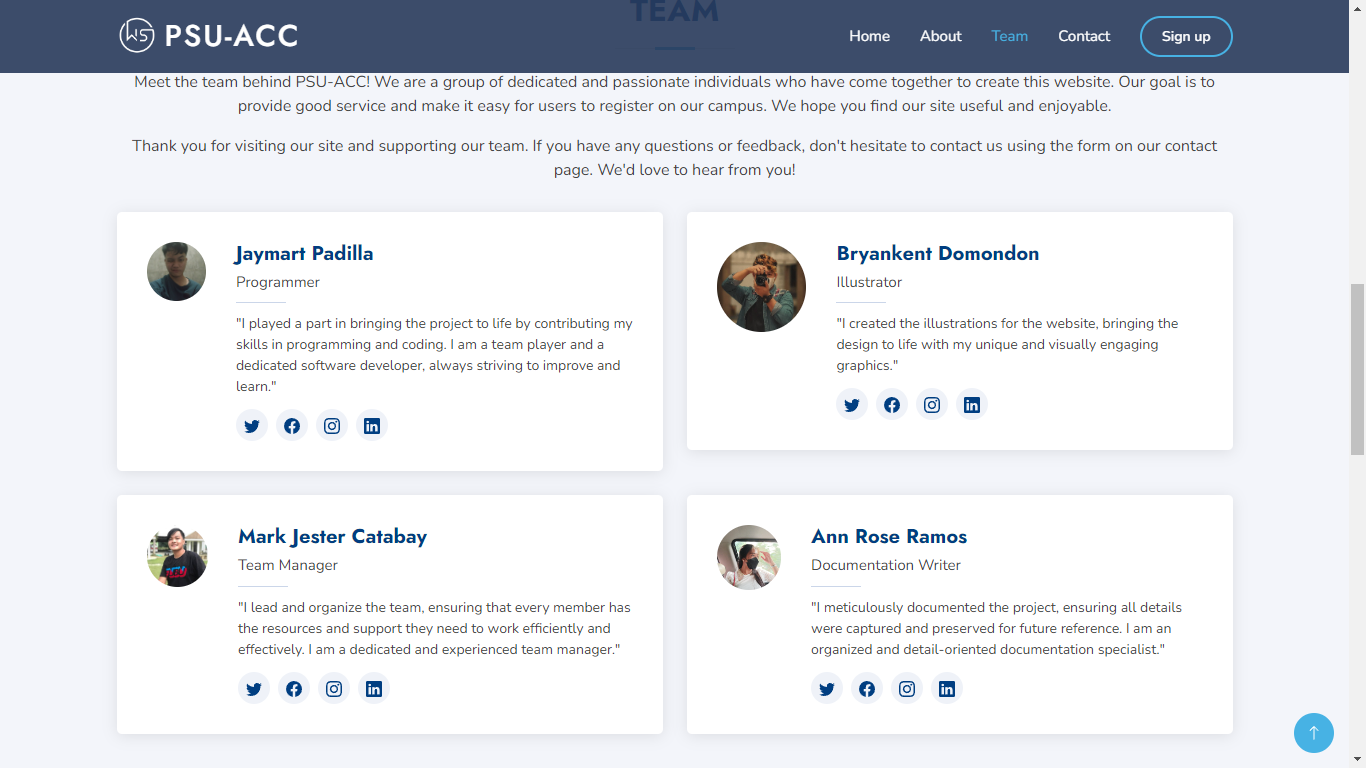 TEAM
PSU-ACC
Home About Team Contact Sign up
Meet the team behind PSU-ACC! We are a group of dedicated and passionate individuals who have come together to create this website. Our goal is to
provide good service and make it easy for users to register on our campus. We hope you find our site useful and enjoyable.
Thank you for visiting our site and supporting our team. If you have any questions or feedback, don't hesitate to contact us using the form on our contact
page. We'd love to hear from you!
Jaymart Padilla
Programmer
"I played a part in bringing the project to life by contributing my
skills in programming and coding. I am a team player and a
dedicated software developer, always striving to improve and
learn."
Bryankent Domondon
Illustrator
"I created the illustrations for the website, bringing the
design to life with my unique and visually engaging
graphics."
Mark Jester Catabay
Team Manager
"I lead and organize the team, ensuring that every member has
the resources and support they need to work efficiently and
effectively. I am a dedicated and experienced team manager."
Ann Rose Ramos
Documentation Writer
"I meticulously documented the project, ensuring all details
were captured and preserved for future reference. I am an
organized and detail-oriented documentation specialist."